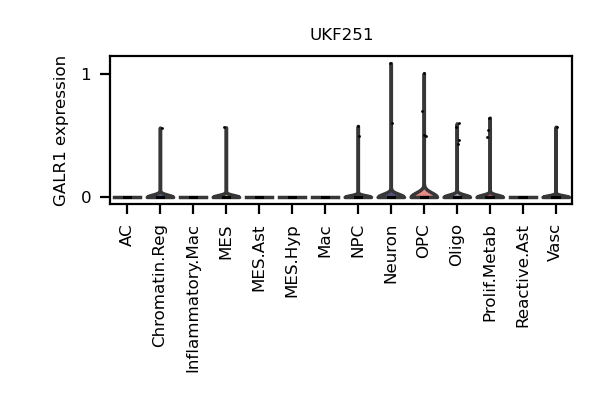 UKF251
GALR1 expression
1
0
AC
Chromatin.Reg
Inflammatory.Mac
MES
MES.Ast
MES.Hyp
Mac
NPC
Neuron
OPC
Oligo
Prolif.Metab
Reactive.Ast
Vasc